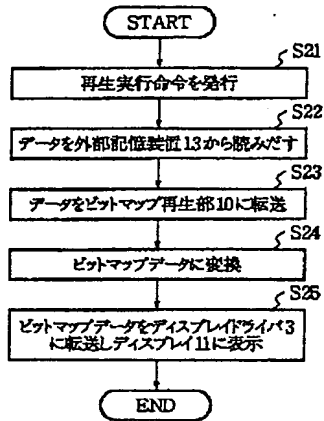 START
S21
再生実行命令を発行
S22
データを外部記憶装置13から読みだす
S23
データをビットマップ再生部10に転送
S24
ビットマップデータに変換
S25
ビットマップデータをディスプレイドライバ3
に転送しディスプレイ11に表示
END